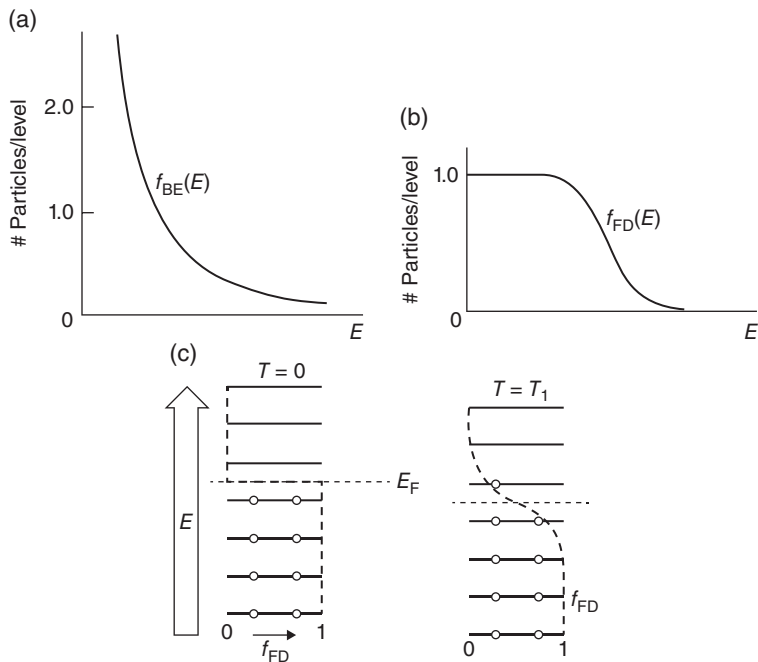 (a)
# Particles/level
2.0
1.0
0
f_BE(E)
E
(b)
# Particles/level
1.0
0
f_FD(E)
E
(c)
T = 0
T = T_1
E_F
E
f_FD
0
1
f_FD
0
1